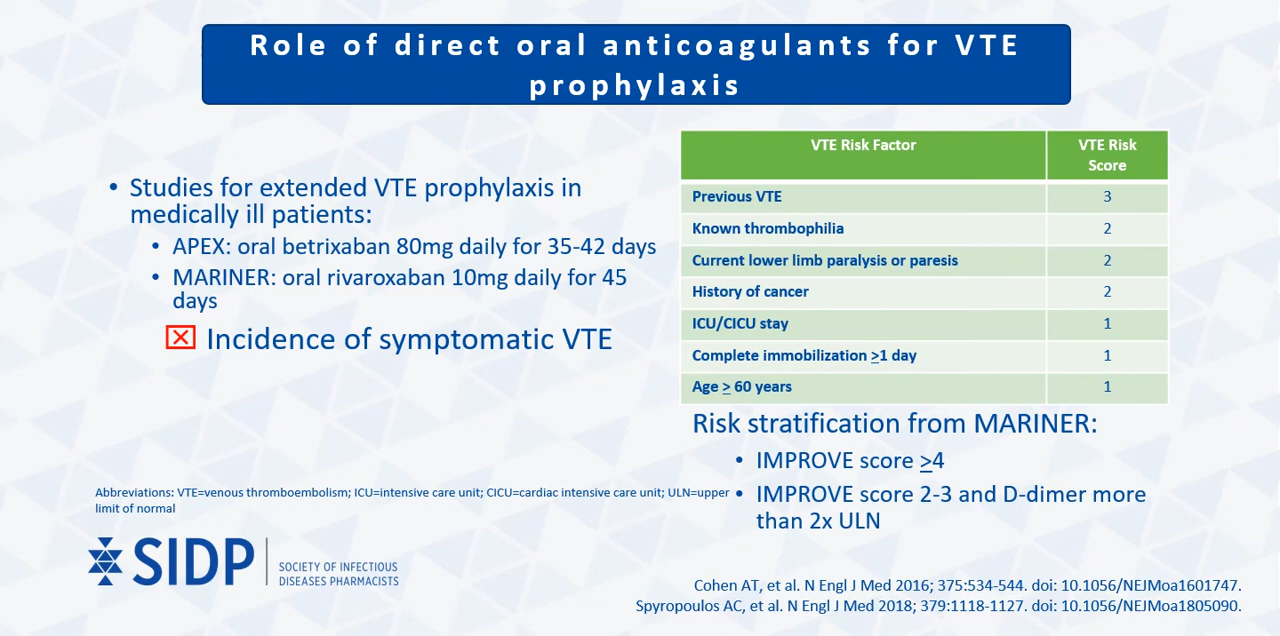 Role of direct oral anticoagulants for VTE
prophylaxis
• Studies for extended VTE prophylaxis in
medically ill patients:
• APEX: oral betrixaban 80mg daily for 35-42 days
• MARINER: oral rivaroxaban 10mg daily for 45
days
☒ Incidence of symptomatic VTE
VTE Risk Factor VTE Risk
Score
Previous VTE 3
Known thrombophilia 2
Current lower limb paralysis or paresis 2
History of cancer 2
ICU/CICU stay 1
Complete immobilization ≥1 day 1
Age ≥ 60 years 1
Risk stratification from MARINER:
• IMPROVE score ≥4
• IMPROVE score 2-3 and D-dimer more
than 2x ULN
Abbreviations: VTE=venous thromboembolism; ICU=intensive care unit; CICU=cardiac intensive care unit; ULN=upper
limit of normal
SIDP
SOCIETY OF INFECTIOUS
DISEASES PHARMACISTS
Cohen AT, et al. N Engl J Med 2016; 375:534-544. doi: 10.1056/NEJMoa1601747.
Spyropoulos AC, et al. N Engl J Med 2018; 379:1118-1127. doi: 10.1056/NEJMoa1805090.